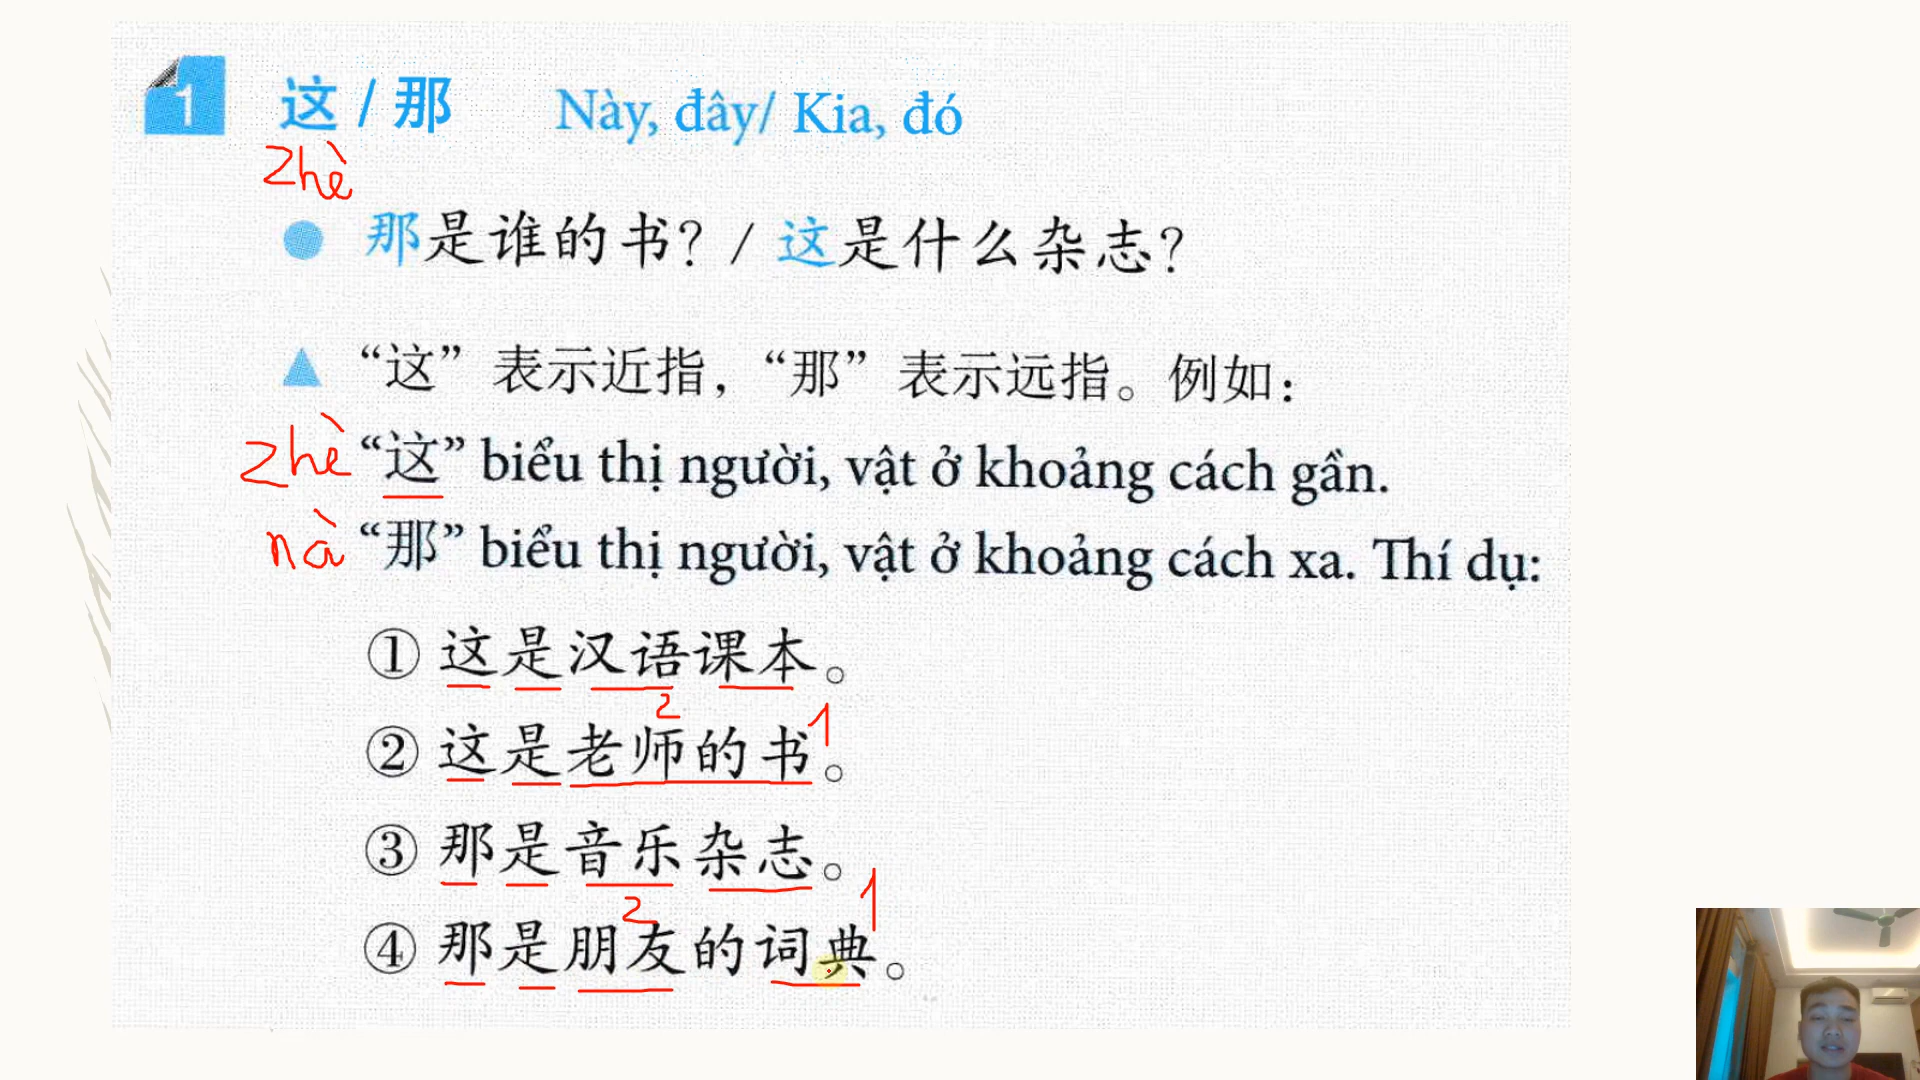 1 这 / 那 Này, đây/ Kia, đó
zhè
● 那是谁的书？/ 这是什么杂志？
▲ “这” 表示近指，“那” 表示远指。例如：
zhè “这” biểu thị người, vật ở khoảng cách gần.
nà “那” biểu thị người, vật ở khoảng cách xa. Thí dụ:
① 这是汉语课本。
2 1
② 这是老师的书。
③ 那是音乐杂志。
2 1
④ 那是朋友的词典。